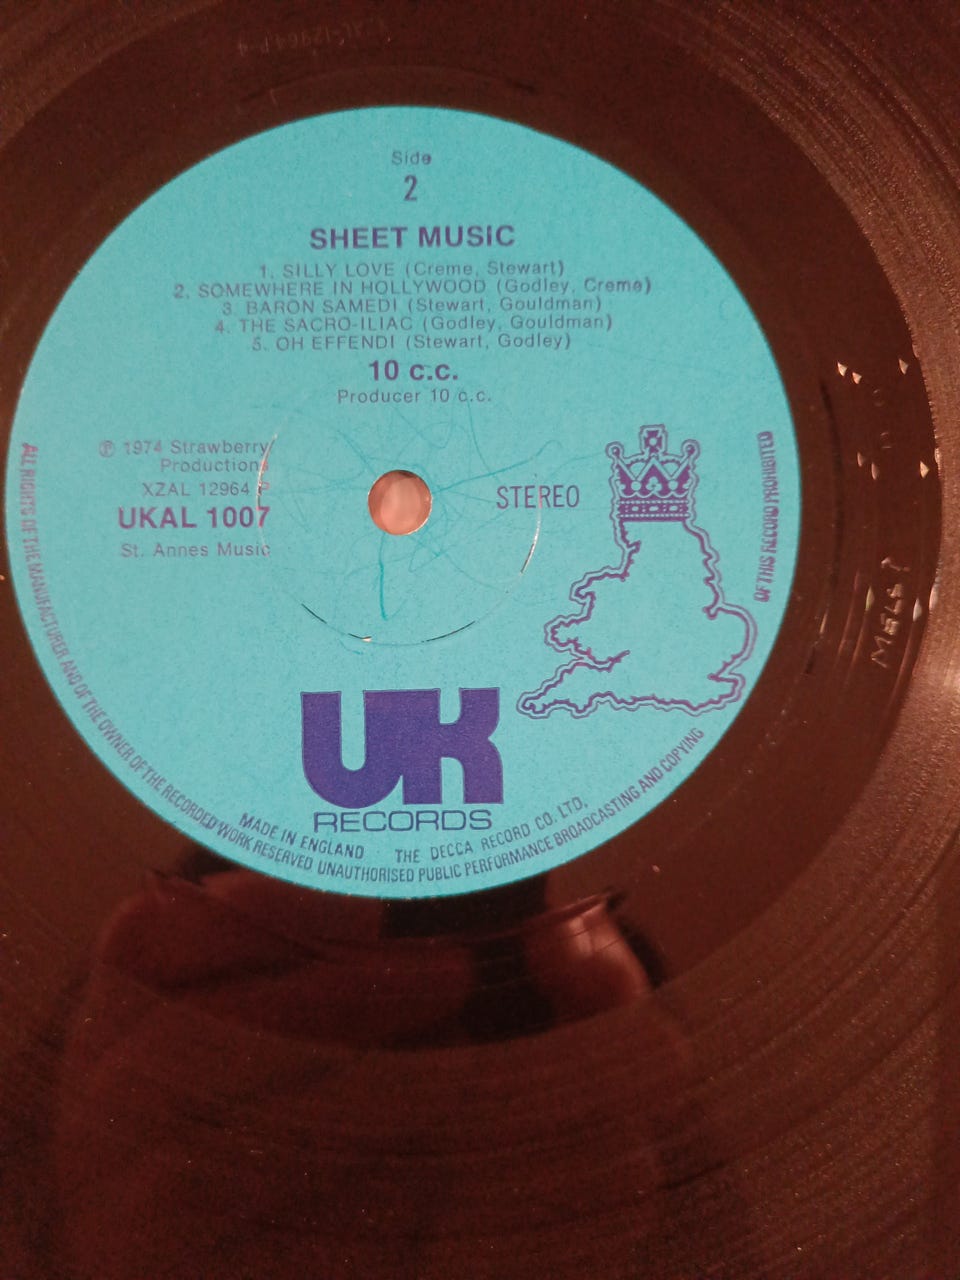 Side
2
SHEET MUSIC
1. SILLY LOVE (Creme, Stewart)
2. SOMEWHERE IN HOLLYWOOD (Godley, Creme)
3. BARON SAMEDI (Stewart, Gouldman)
4. THE SACRO-ILIAC (Godley, Gouldman)
5. OH EFFENDI (Stewart, Godley)
10 c.c.
Producer 10 c.c.
℗ 1974 Strawberry
Productions
XZAL 12964 P
UKAL 1007
St. Annes Music
STEREO
UK
RECORDS
MADE IN ENGLAND THE DECCA RECORD CO. LTD.
ALL RIGHTS OF THE MANUFACTURER AND OF THE OWNER OF THE RECORDED WORK RESERVED UNAUTHORISED PUBLIC PERFORMANCE BROADCASTING AND COPYING OF THIS RECORD PROHIBITED